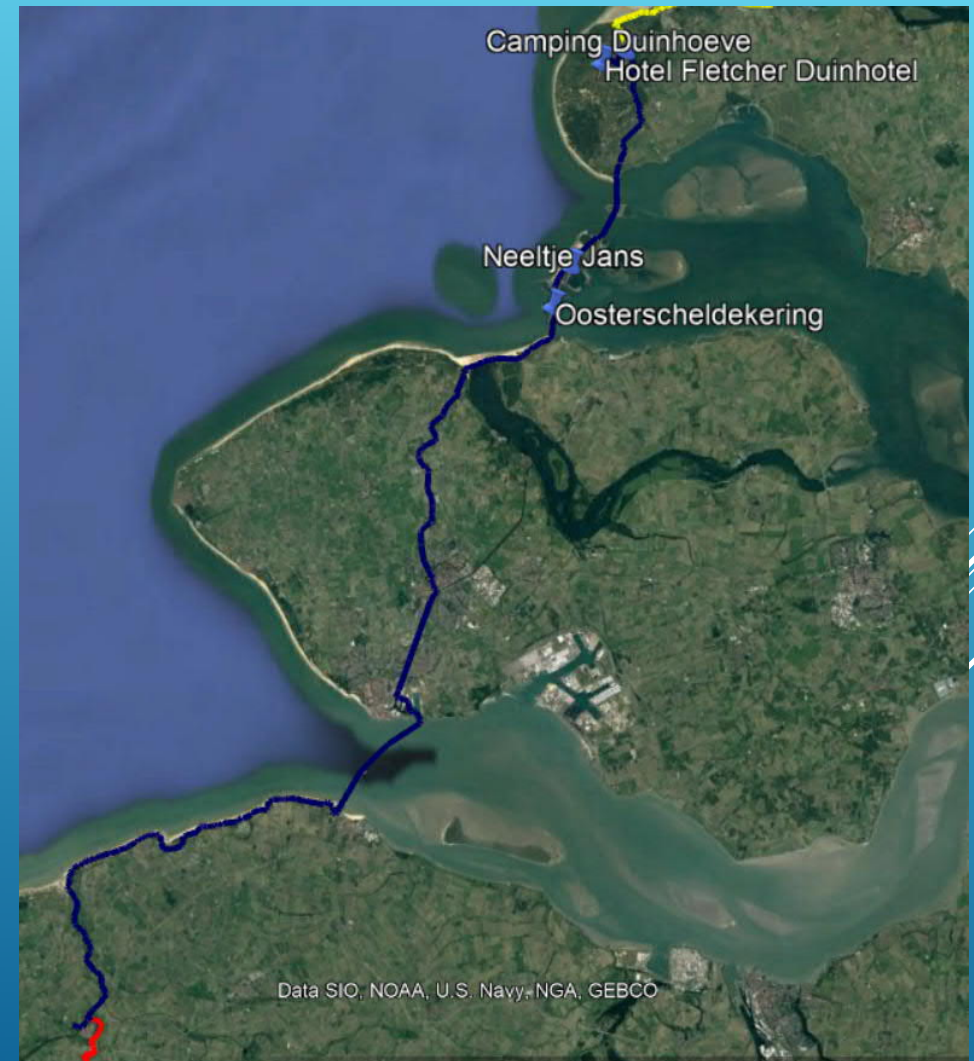 Camping Duinhoeve
Hotel Fletcher Duinhotel
Neeltje Jans
Oosterscheldekering
Data SIO, NOAA, U.S. Navy, NGA, GEBCO